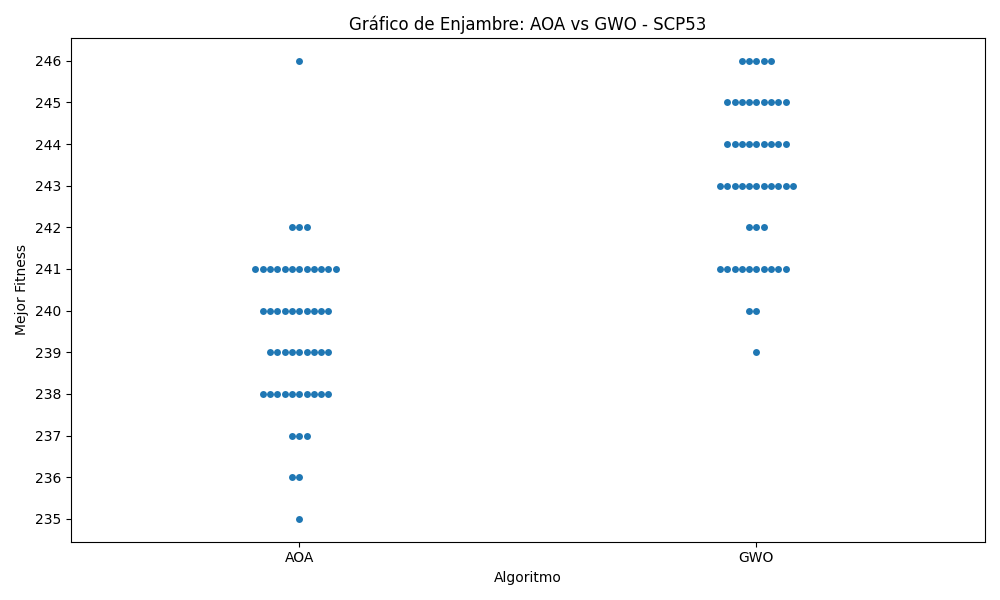 Gráfico de Enjambre: AOA vs GWO - SCP53
246
245
244
243
242
241
240
239
238
237
236
235
Mejor Fitness
AOA
GWO
Algoritmo